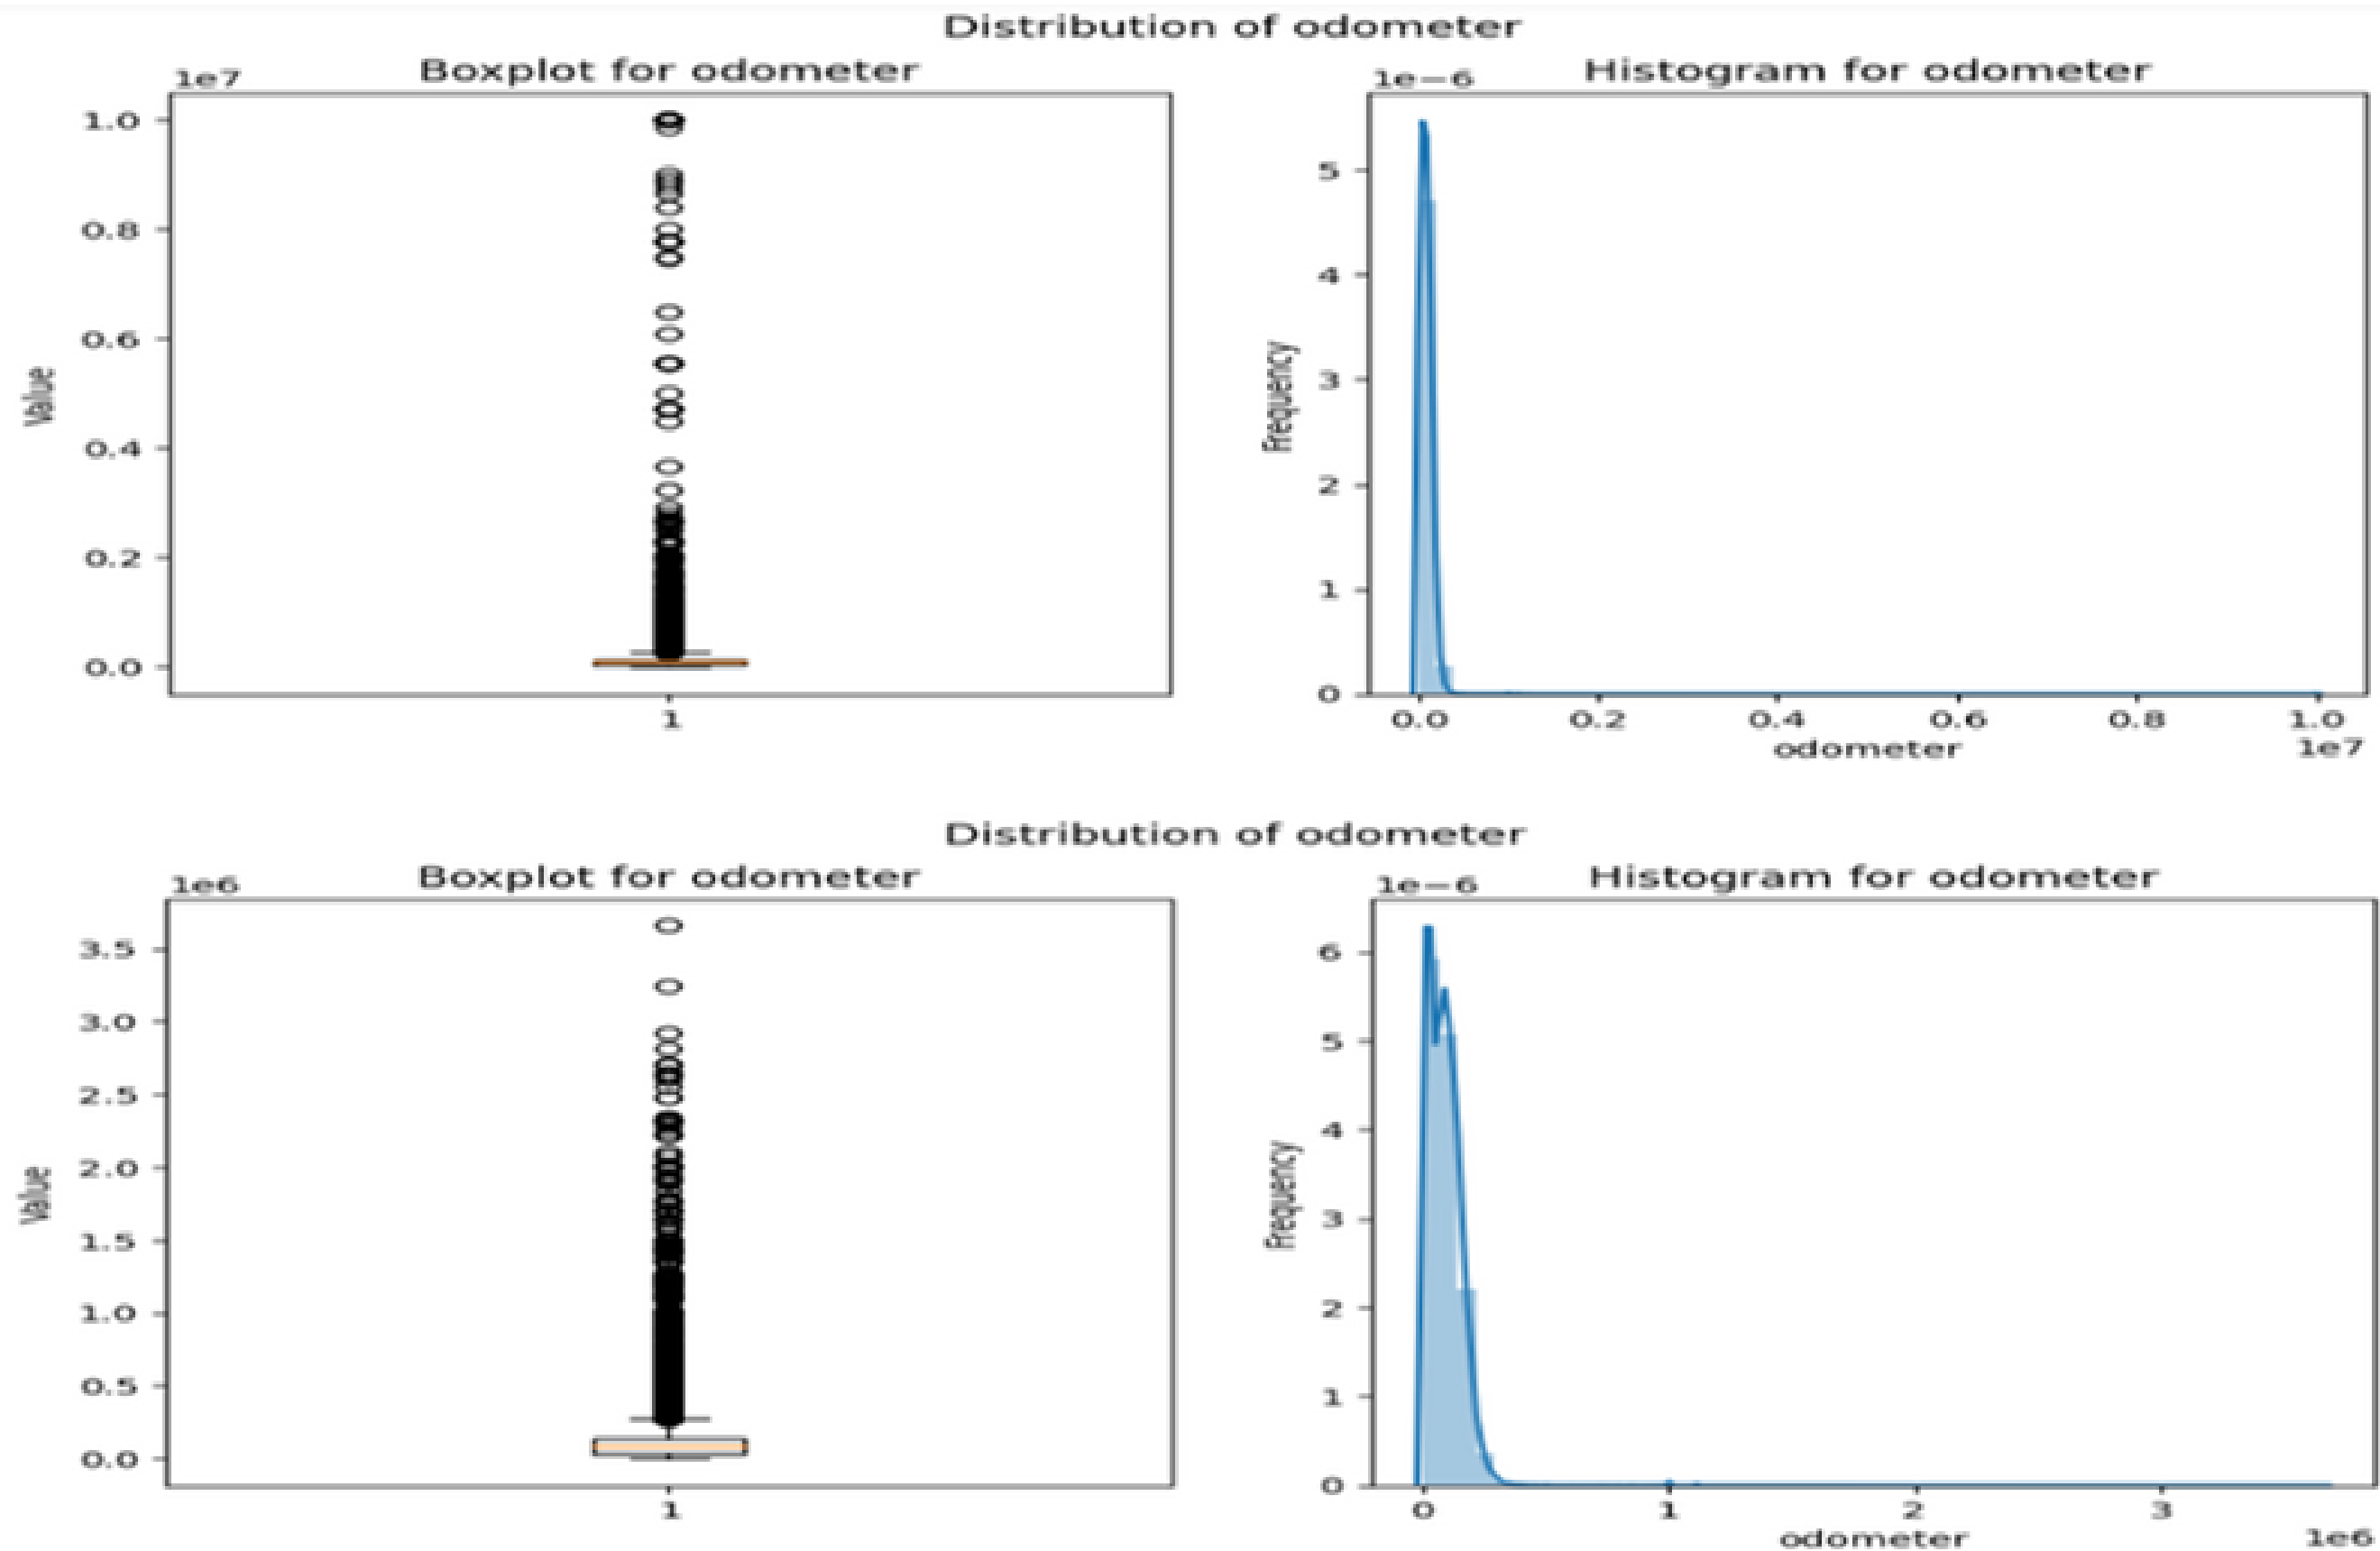 Distribution of odometer
Boxplot for odometer
1e7
1.0
0.8
0.6
0.4
0.2
0.0
Value
1
Histogram for odometer
1e−6
5
4
3
2
1
0
Frequency
0.0 0.2 0.4 0.6 0.8 1.0
odometer
1e7
Distribution of odometer
Boxplot for odometer
1e6
3.5
3.0
2.5
2.0
1.5
1.0
0.5
0.0
Value
1
Histogram for odometer
1e−6
6
5
4
3
2
1
0
Frequency
0 1 2 3
odometer
1e6